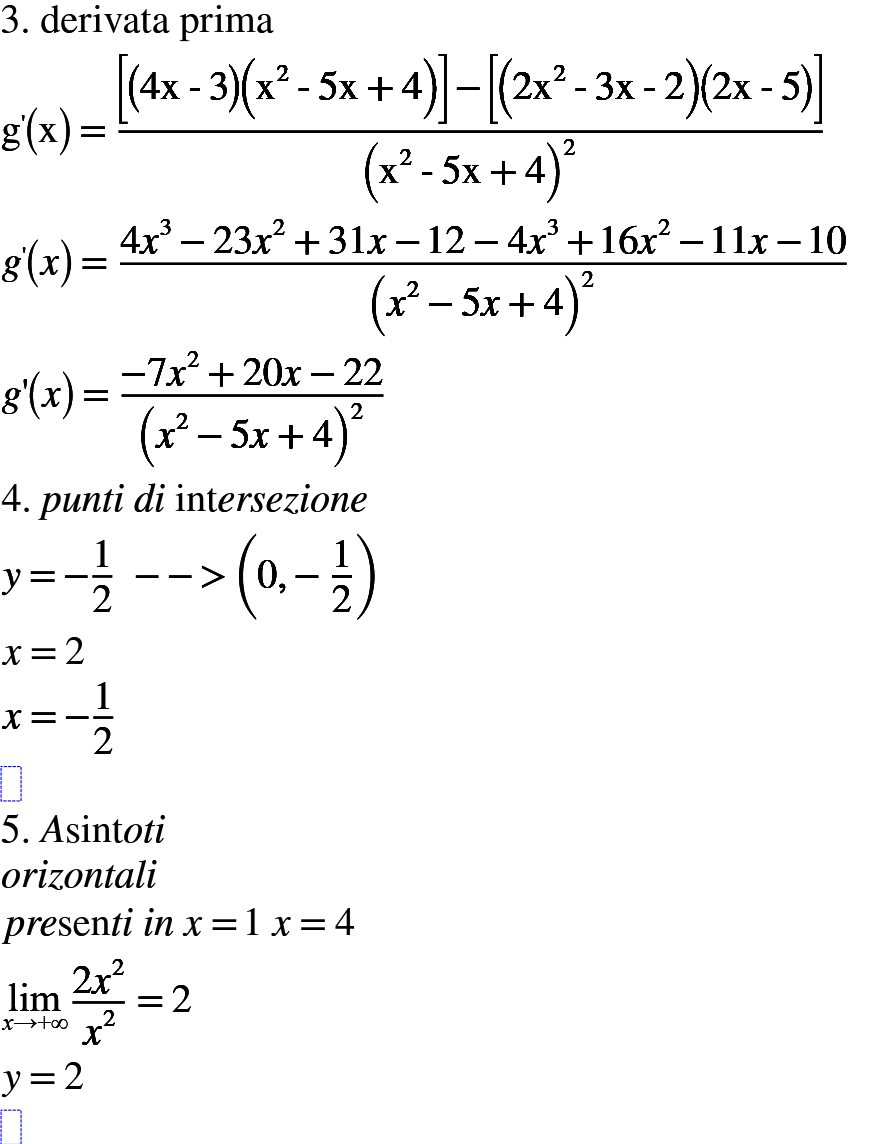 3. derivata prima
g'(x) = [(4x - 3)(x² - 5x + 4)] − [(2x² - 3x - 2)(2x - 5)] / (x² - 5x + 4)²
g'(x) = 4x³ − 23x² + 31x − 12 − 4x³ + 16x² − 11x − 10 / (x² − 5x + 4)²
g'(x) = −7x² + 20x − 22 / (x² − 5x + 4)²
4. punti di intersezione
y = −1/2 −−> (0, −1/2)
x = 2
x = −1/2
5. Asintoti
orizontali
presenti in x = 1 x = 4
lim x→+∞ 2x²/x² = 2
y = 2